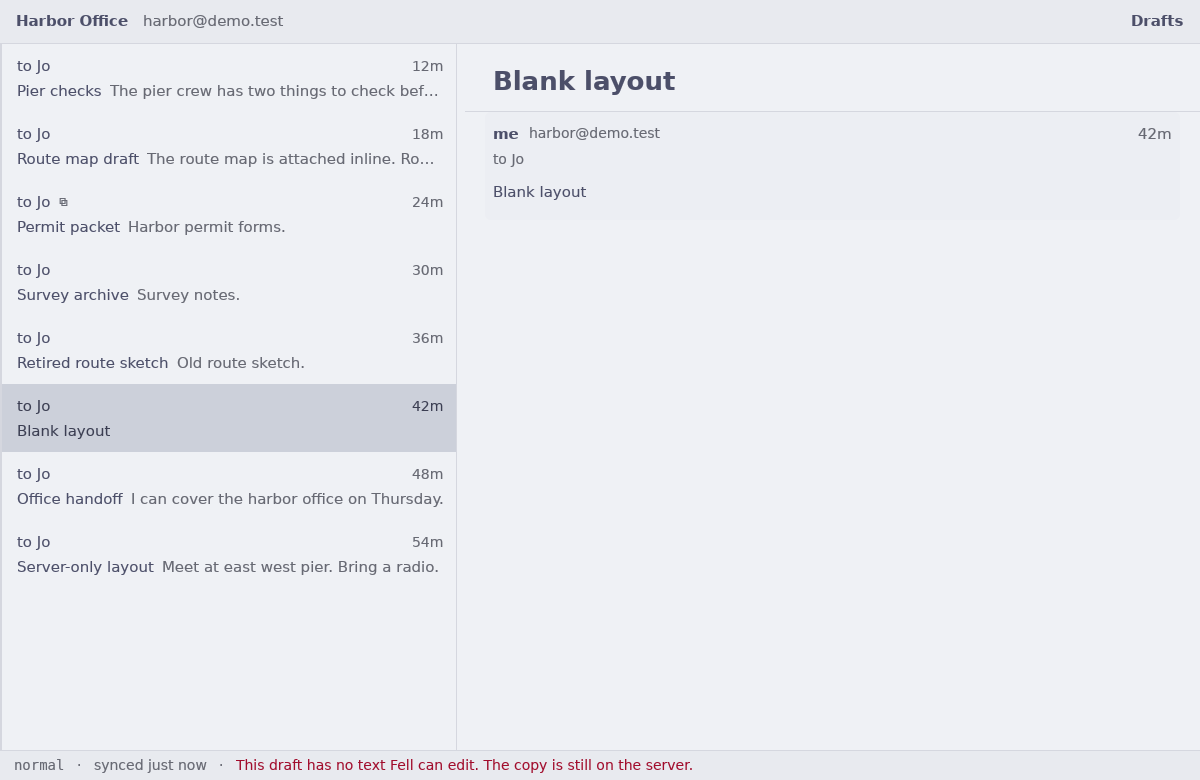 Harbor Office harbor@demo.test Drafts
to Jo 12m
Pier checks The pier crew has two things to check bef…
to Jo 18m
Route map draft The route map is attached inline. Ro…
to Jo 24m
Permit packet Harbor permit forms.
to Jo 30m
Survey archive Survey notes.
to Jo 36m
Retired route sketch Old route sketch.
to Jo 42m
Blank layout
to Jo 48m
Office handoff I can cover the harbor office on Thursday.
to Jo 54m
Server-only layout Meet at east west pier. Bring a radio.
Blank layout
me harbor@demo.test 42m
to Jo
Blank layout
normal · synced just now · This draft has no text Fell can edit. The copy is still on the server.